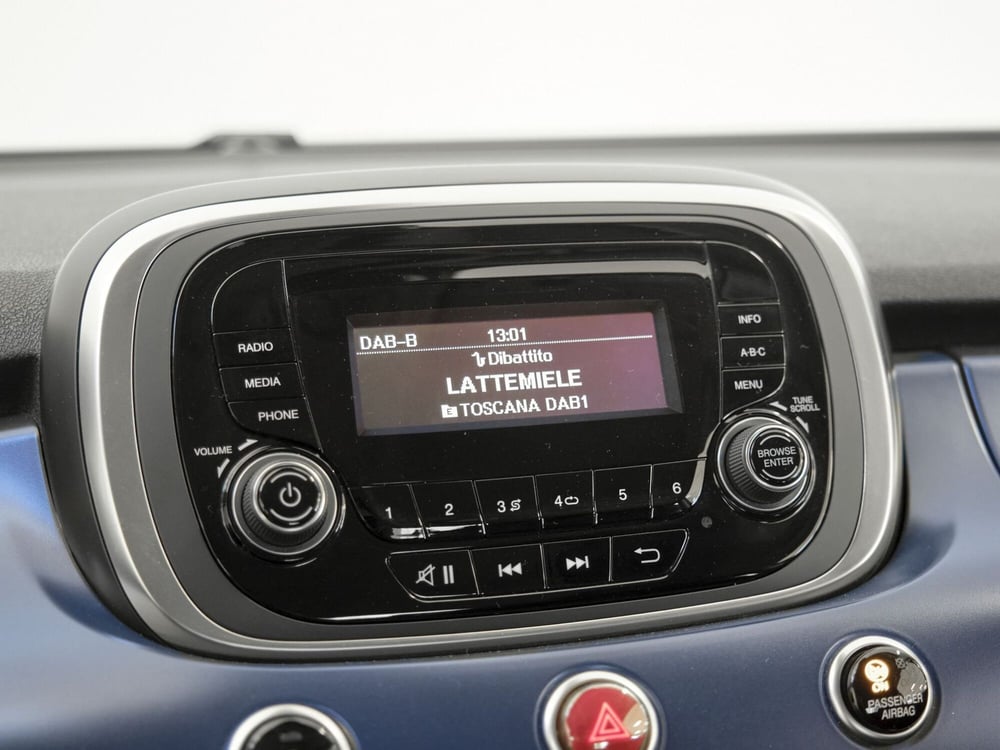 DAB-B 13:01
Dibattito
LATTEMIELE
E TOSCANA DAB1
RADIO
MEDIA
PHONE
VOLUME
INFO
A-B-C
MENU
TUNE
SCROLL
BROWSE
ENTER
1 2 3 4 5 6
ON
PASSENGER
AIRBAG